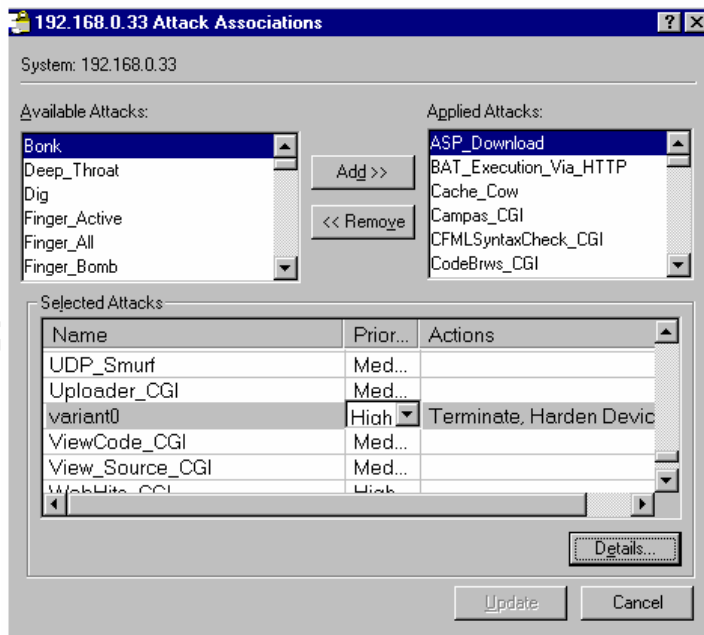 192.168.0.33 Attack Associations
System: 192.168.0.33
Available Attacks:
Bonk
Deep_Throat
Dig
Finger_Active
Finger_All
Finger_Bomb
Add >>
<< Remove
Applied Attacks:
ASP_Download
BAT_Execution_Via_HTTP
Cache_Cow
Campas_CGI
CFMLSyntaxCheck_CGI
CodeBrws_CGI
Selected Attacks
Name Prior... Actions
UDP_Smurf Med...
Uploader_CGI Med...
variant0 High Terminate, Harden Devic
ViewCode_CGI Med...
View_Source_CGI Med...
WebHits_CGI High
Details...
Update Cancel